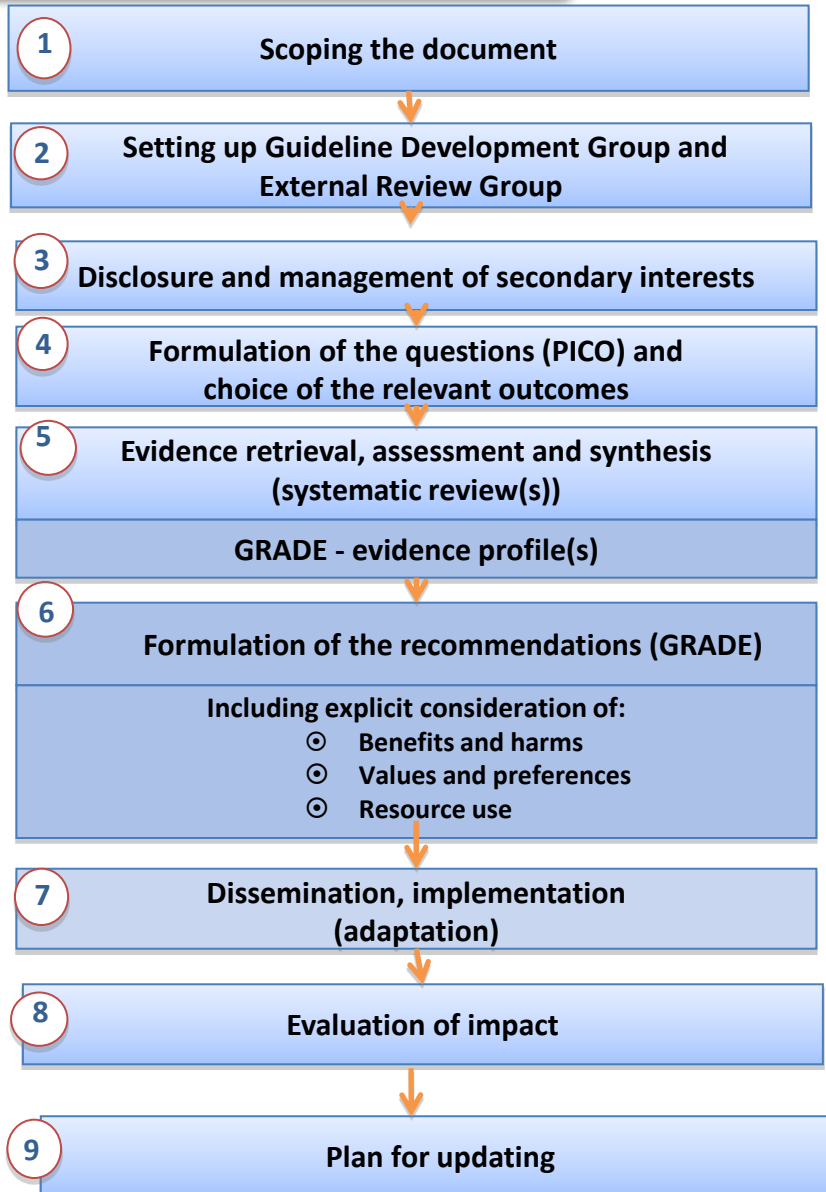 1
Scoping the document
2
Setting up Guideline Development Group and
External Review Group
3
Disclosure and management of secondary interests
4
Formulation of the questions (PICO) and
choice of the relevant outcomes
5
Evidence retrieval, assessment and synthesis
(systematic review(s))
GRADE - evidence profile(s)
6
Formulation of the recommendations (GRADE)
Including explicit consideration of:
Benefits and harms
Values and preferences
Resource use
7
Dissemination, implementation
(adaptation)
8
Evaluation of impact
9
Plan for updating